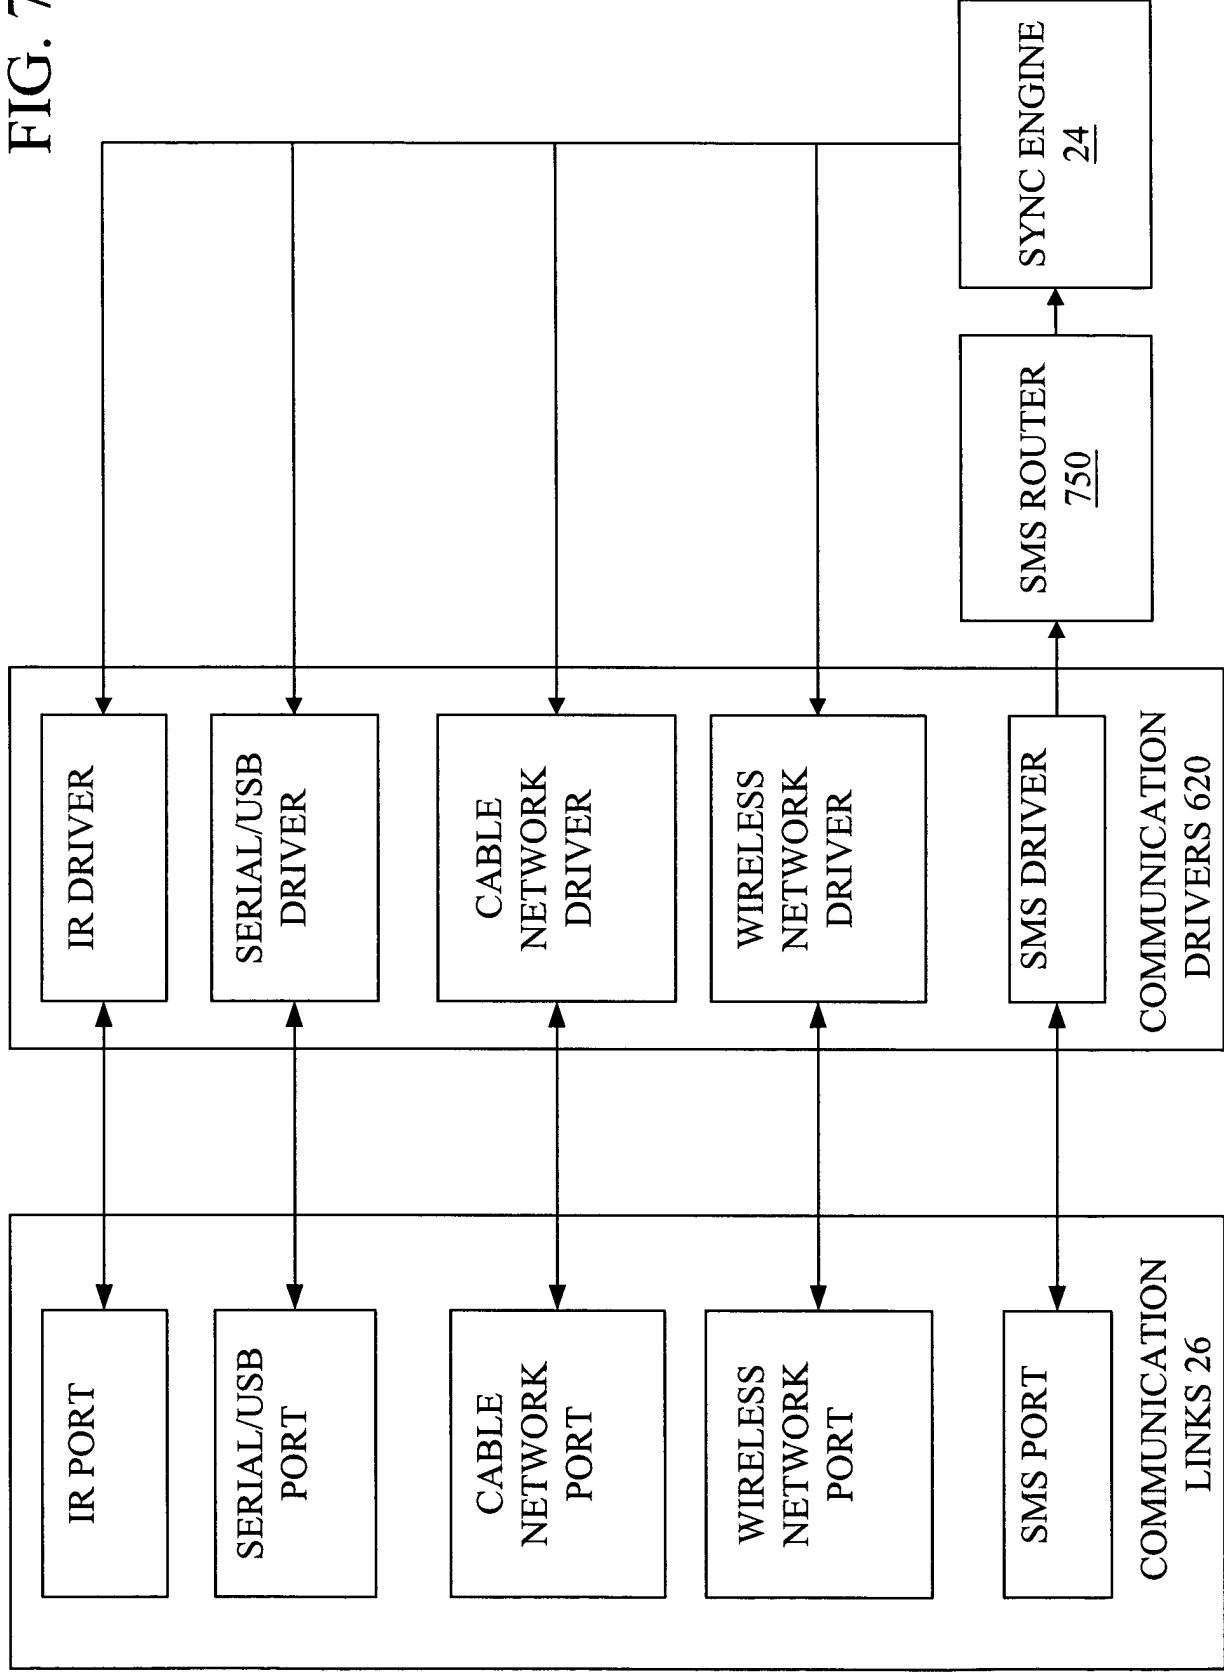 FIG. 7
IR PORT
SERIAL/USB
PORT
CABLE
NETWORK
PORT
WIRELESS
NETWORK
PORT
SMS PORT
COMMUNICATION
LINKS 26
IR DRIVER
SERIAL/USB
DRIVER
CABLE
NETWORK
DRIVER
WIRELESS
NETWORK
DRIVER
SMS DRIVER
COMMUNICATION
DRIVERS 620
SMS ROUTER
750
SYNC ENGINE
24